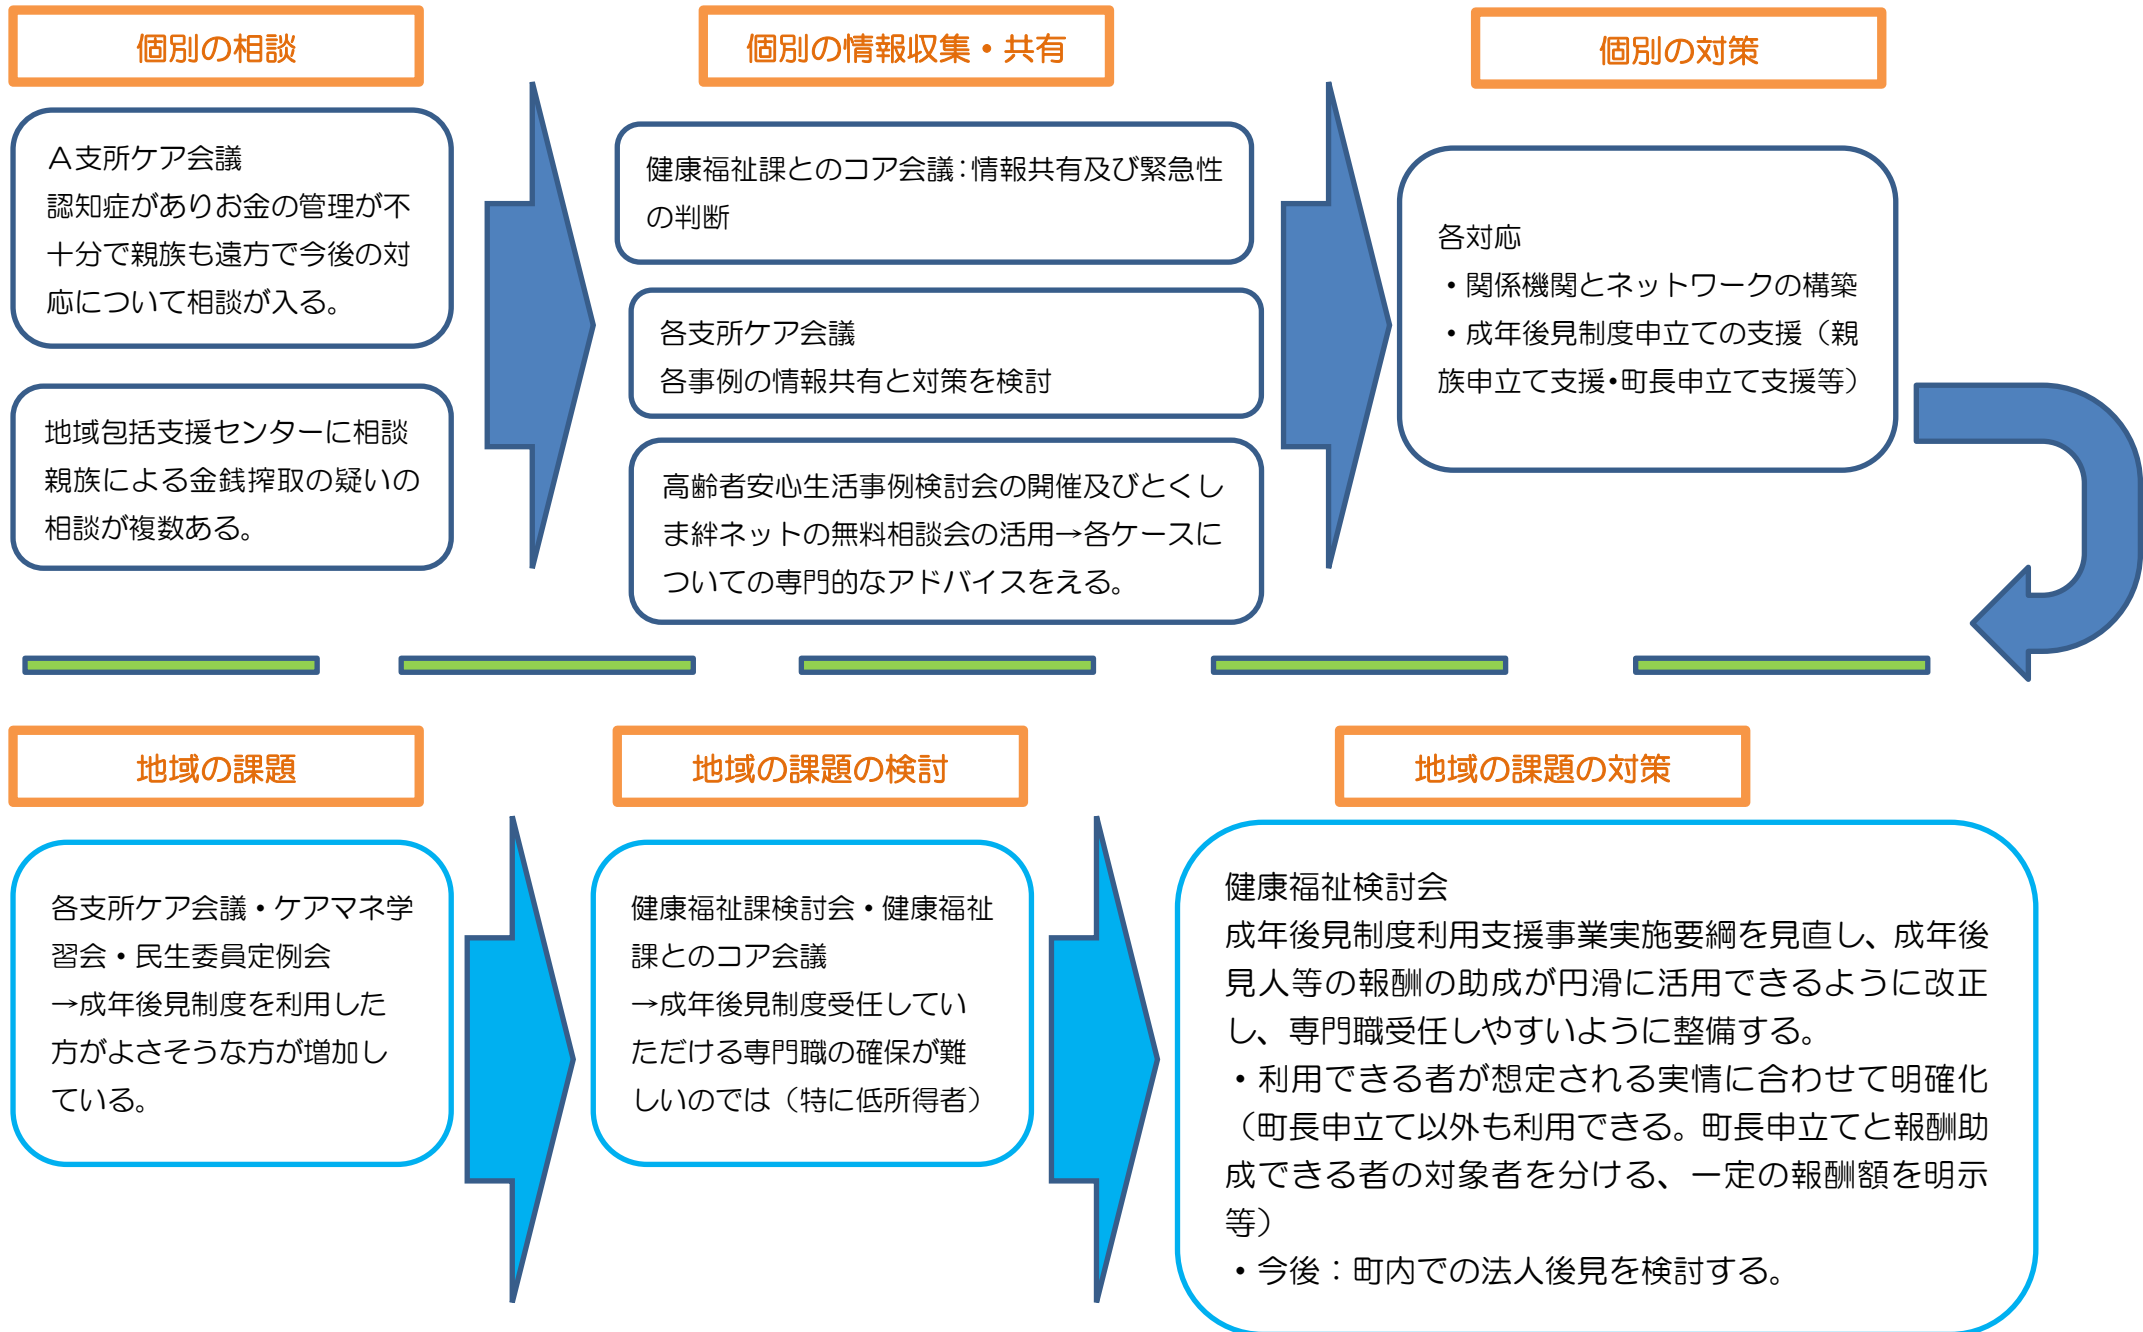 個別の相談
個別の情報収集・共有
個別の対策
A支所ケア会議
認知症がありお金の管理が不
十分で親族も遠方で今後の対
応について相談が入る。
地域包括支援センターに相談
親族による金銭搾取の疑いの
相談が複数ある。
健康福祉課とのコア会議：情報共有及び緊急性
の判断
各支所ケア会議
各事例の情報共有と対策を検討
高齢者安心生活事例検討会の開催及びとくし
ま絆ネットの無料相談会の活用→各ケースに
ついての専門的なアドバイスをえる。
各対応
・関係機関とネットワークの構築
・成年後見制度申立ての支援（親
族申立て支援・町長申立て支援等）
地域の課題
地域の課題の検討
地域の課題の対策
各支所ケア会議・ケアマネ学
習会・民生委員定例会
→成年後見制度を利用した
方がよさそうな方が増加し
ている。
健康福祉課検討会・健康福祉
課とのコア会議
→成年後見制度受任してい
ただける専門職の確保が難
しいのでは（特に低所得者）
健康福祉検討会
成年後見制度利用支援事業実施要綱を見直し、成年後
見人等の報酬の助成が円滑に活用できるように改正
し、専門職受任しやすいように整備する。
・利用できる者が想定される実情に合わせて明確化
（町長申立て以外も利用できる。町長申立てと報酬助
成できる者の対象者を分ける、一定の報酬額を明示
等）
・今後：町内での法人後見を検討する。